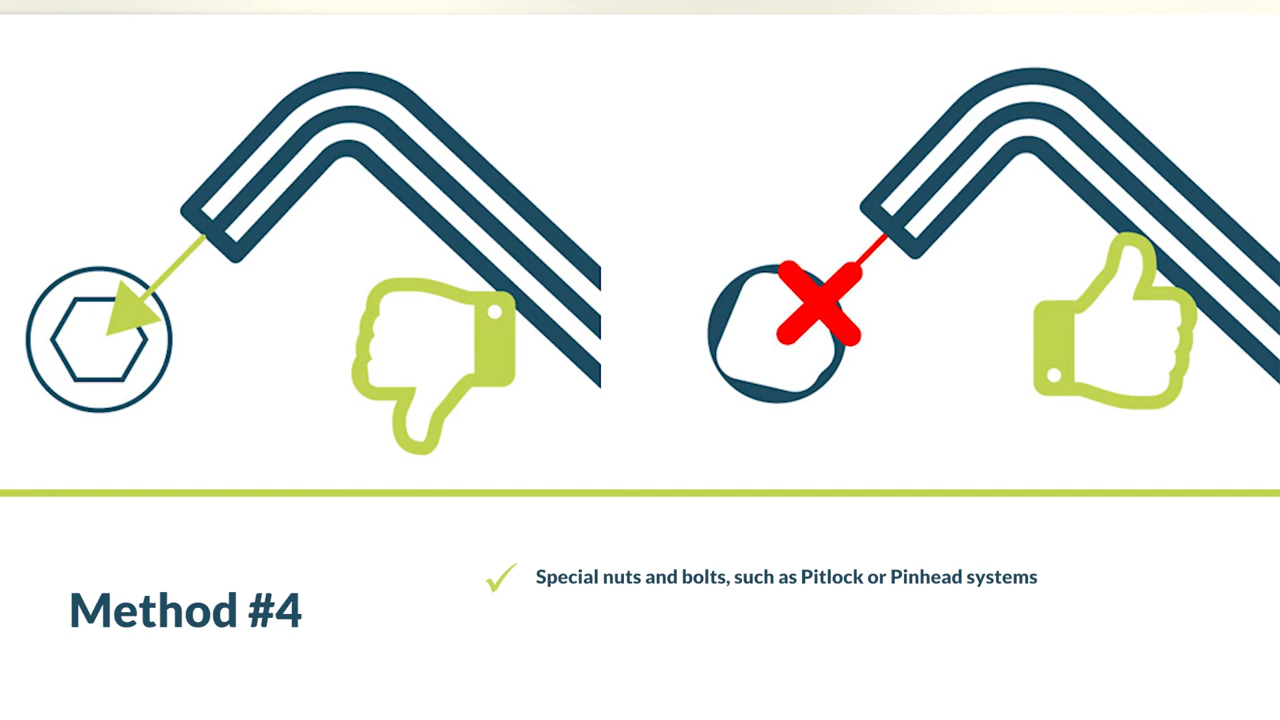 Special nuts and bolts, such as Pitlock or Pinhead systems
Method #4